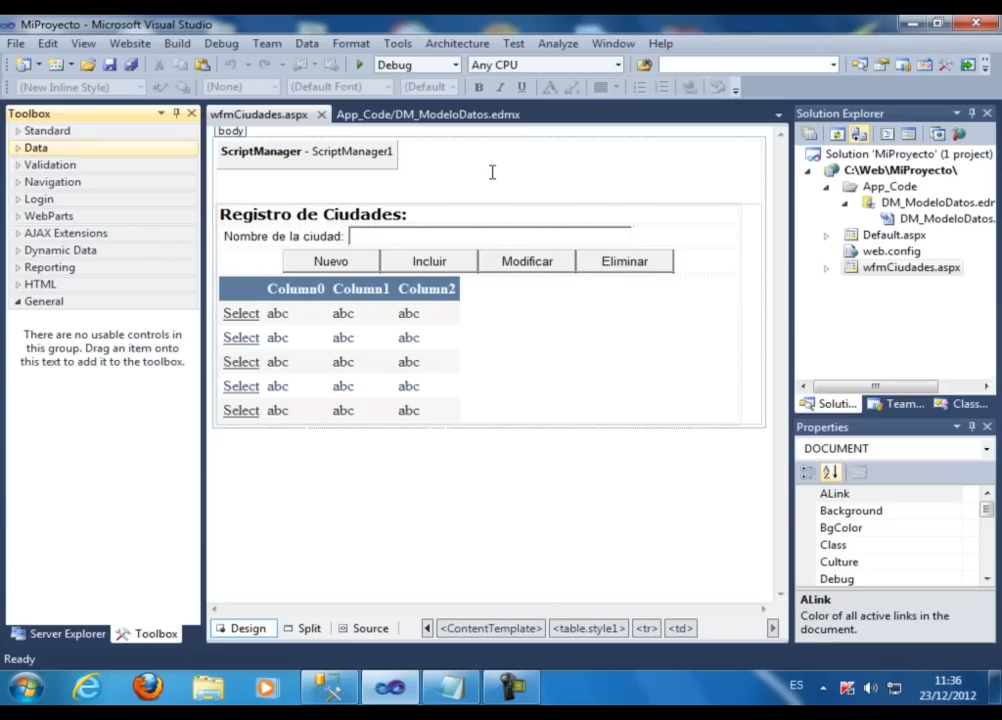 MiProyecto - Microsoft Visual Studio
File Edit View Website Build Debug Team Data Format Tools Architecture Test Analyze Window Help
Debug Any CPU
(New Inline Style) (None) (Default Font) (Default B I U A
Toolbox
Standard
Data
Validation
Navigation
Login
WebParts
AJAX Extensions
Dynamic Data
Reporting
HTML
General
There are no usable controls in
this group. Drag an item onto
this text to add it to the toolbox.
Server Explorer Toolbox
wfmCiudades.aspx App_Code/DM_ModeloDatos.edmx
body
ScriptManager - ScriptManager1
Registro de Ciudades:
Nombre de la ciudad:
Nuevo Incluir Modificar Eliminar
Column0 Column1 Column2
Select abc abc abc
Select abc abc abc
Select abc abc abc
Select abc abc abc
Select abc abc abc
Design Split Source <ContentTemplate> <table.style1> <tr> <td>
Solution Explorer
Solution 'MiProyecto' (1 project)
C:\Web\MiProyecto\
App_Code
DM_ModeloDatos.edr
DM_ModeloDatos.
Default.aspx
web.config
wfmCiudades.aspx
Soluti... Team... Class...
Properties
DOCUMENT
ALink
Background
BgColor
Class
Culture
Debug
ALink
Color of all active links in the
document.
Ready
ES 11:36
23/12/2012